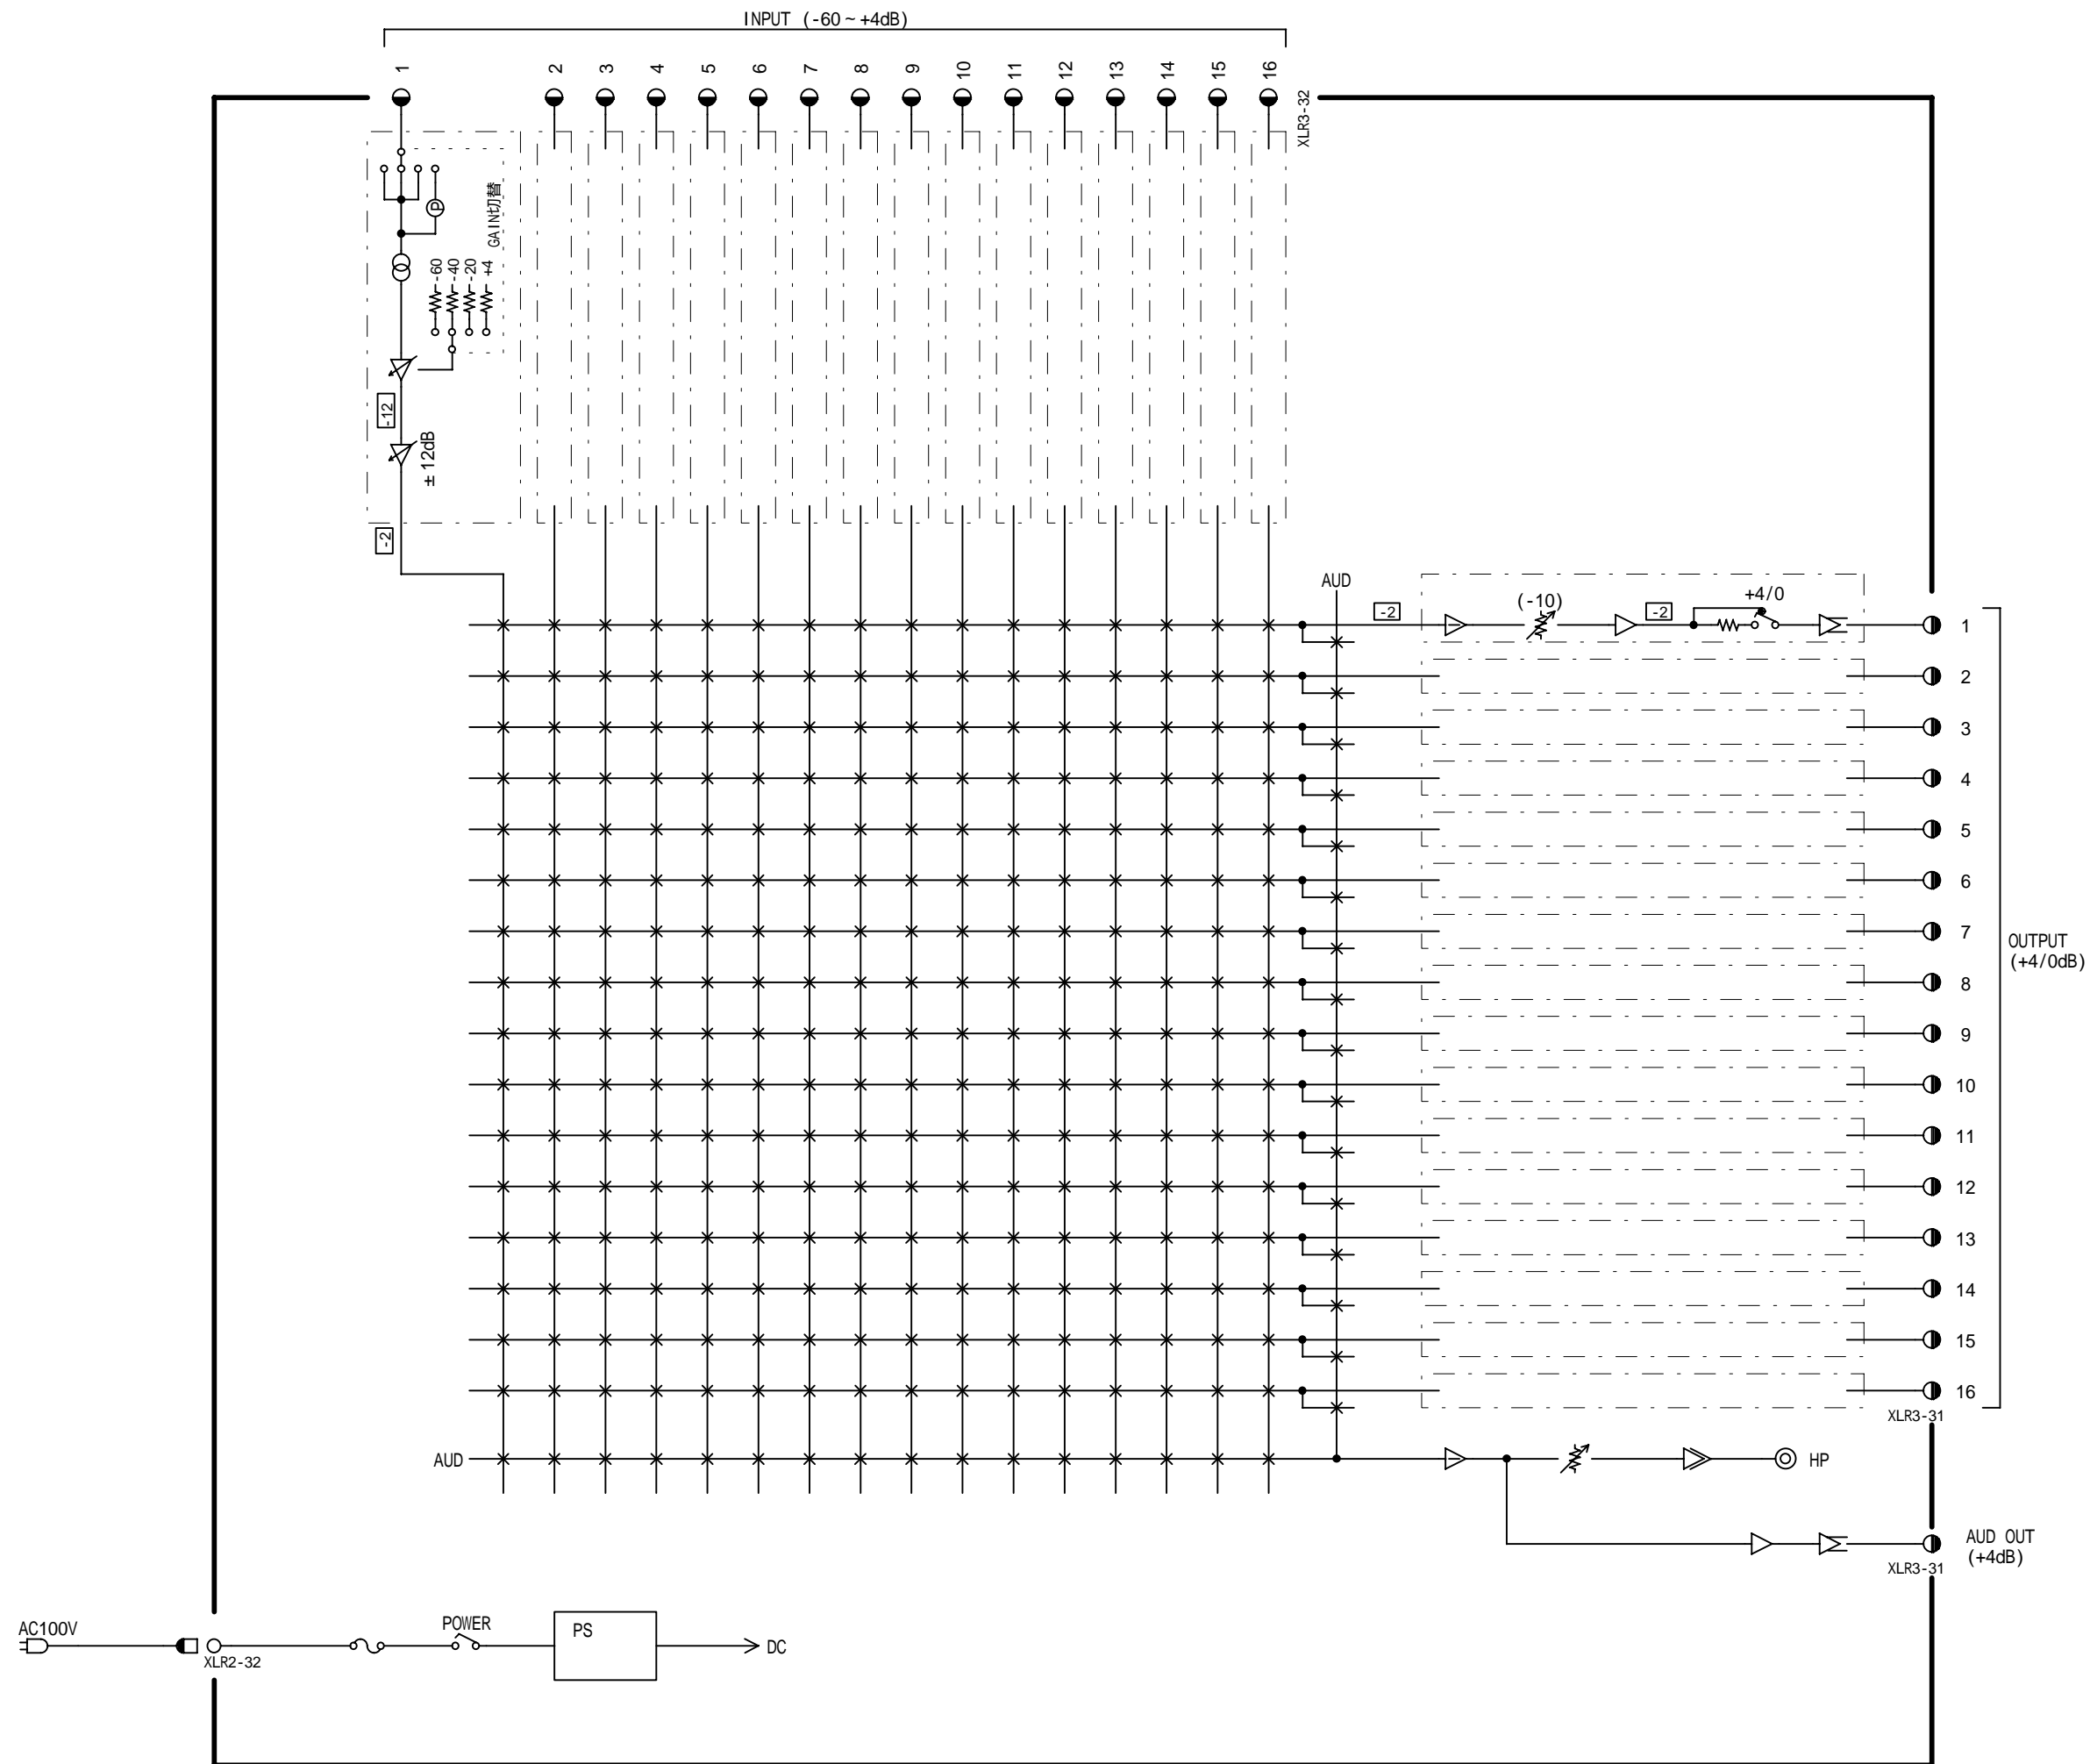 INPUT (-60~+4dB)
1
2
3
4
5
6
7
8
9
10
11
12
13
14
15
16
XLR3-32
P
GAIN切替
-60
-40
-20
+4
-12
±12dB
-2
AUD
-2
(-10)
-2
+4/0
1
2
3
4
5
6
7
8
9
10
11
12
13
14
15
16
OUTPUT
(+4/0dB)
XLR3-31
AUD
HP
AUD OUT
(+4dB)
XLR3-31
AC100V
XLR2-32
POWER
PS
DC